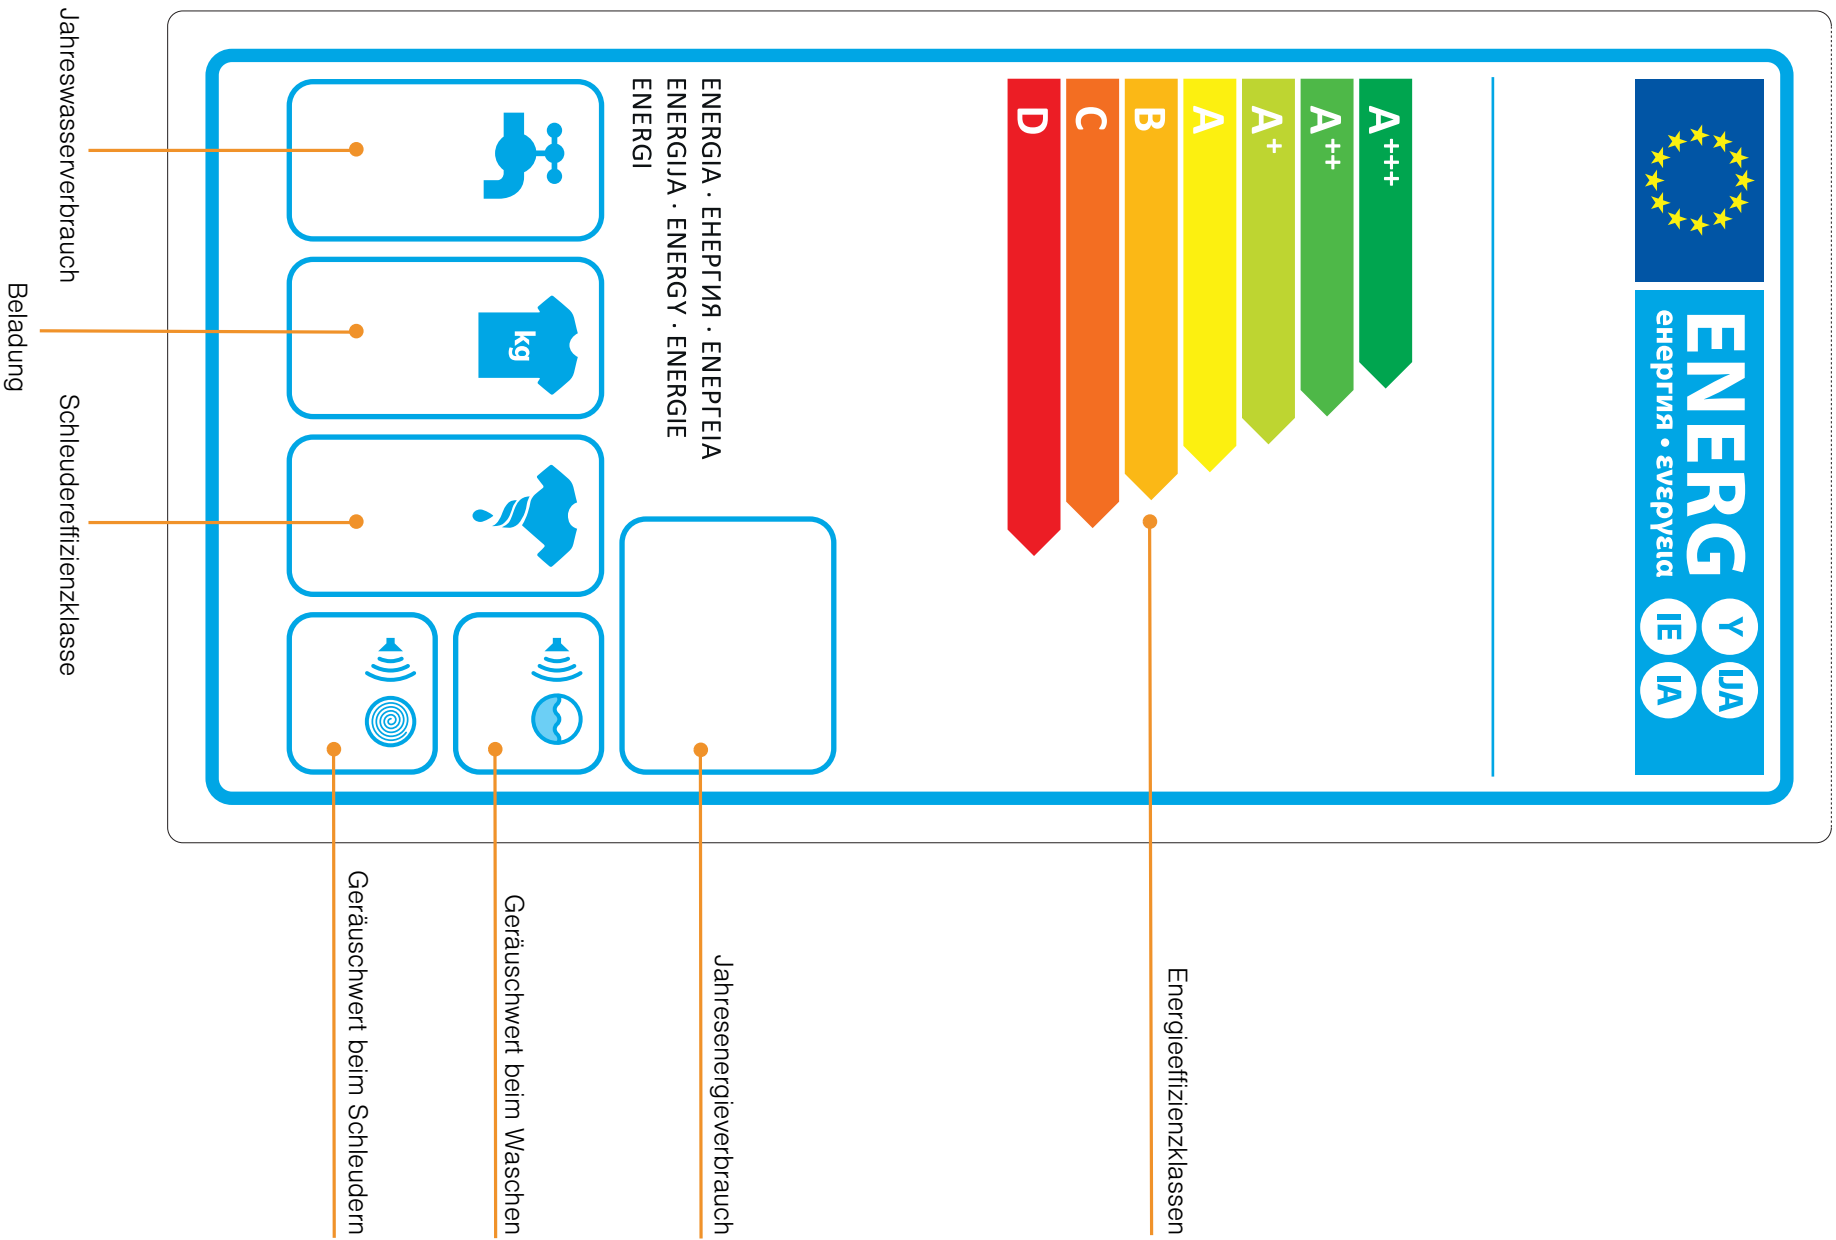 ENERG
енергия · ενεργεια
Y
IJA
IE
IA
A+++
A++
A+
A
B
C
D
Energieeffizienzklassen
ENERGIA · ЕНЕРГИЯ · ΕΝΕΡΓΕΙΑ
ENERGIJA · ENERGY · ENERGIE
ENERGI
Jahresenergieverbrauch
kg
Geräuschwert beim Waschen
Geräuschwert beim Schleudern
Jahreswasserverbrauch
Beladung
Schleudereffizienzklasse